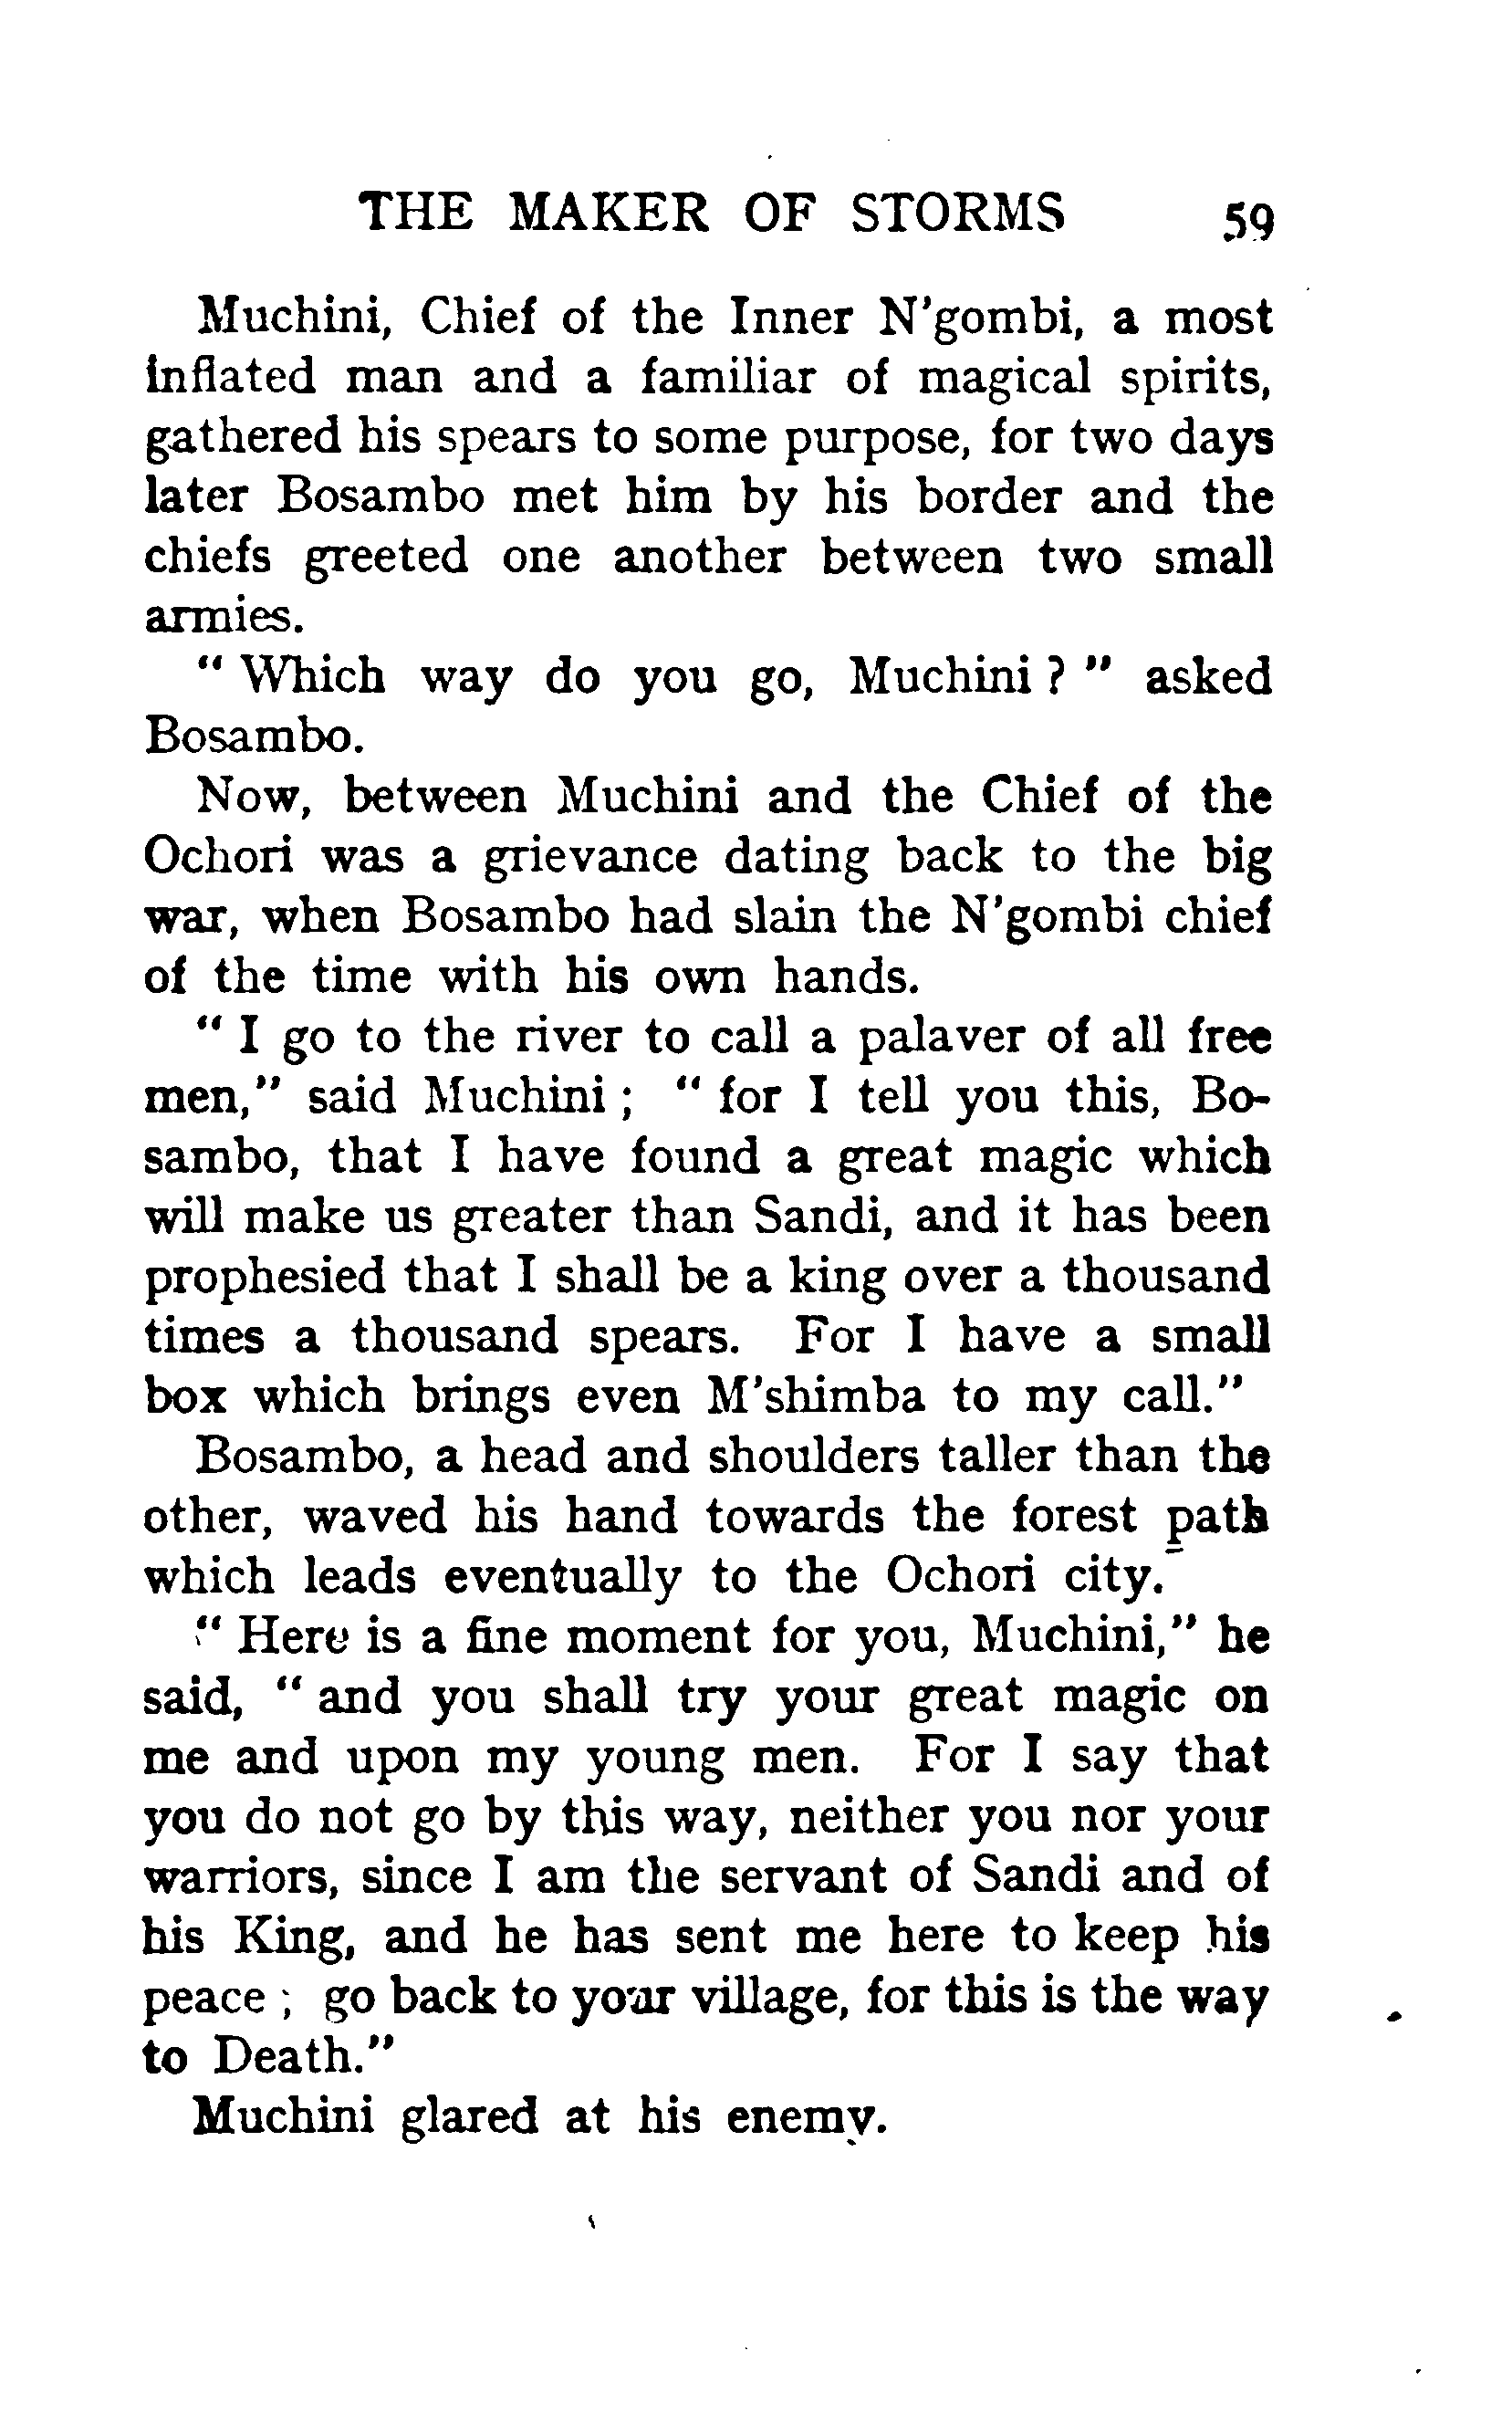 THE MAKER OF STORMS 59
Muchini, Chief of the Inner N'gombi, a most
inflated man and a familiar of magical spirits,
gathered his spears to some purpose, for two days
later Bosambo met him by his border and the
chiefs greeted one another between two small
armies.
" Which way do you go, Muchini ? " asked
Bosambo.
Now, between Muchini and the Chief of the
Ochori was a grievance dating back to the big
war, when Bosambo had slain the N'gombi chief
of the time with his own hands.
" I go to the river to call a palaver of all free
men," said Muchini ; " for I tell you this, Bo-
sambo, that I have found a great magic which
will make us greater than Sandi, and it has been
prophesied that I shall be a king over a thousand
times a thousand spears. For I have a small
box which brings even M'shimba to my call."
Bosambo, a head and shoulders taller than the
other, waved his hand towards the forest path
which leads eventually to the Ochori city.
" Here is a fine moment for you, Muchini," he
said, " and you shall try your great magic on
me and upon my young men. For I say that
you do not go by this way, neither you nor your
warriors, since I am the servant of Sandi and of
his King, and he has sent me here to keep his
peace ; go back to your village, for this is the way
to Death."
Muchini glared at his enemy.